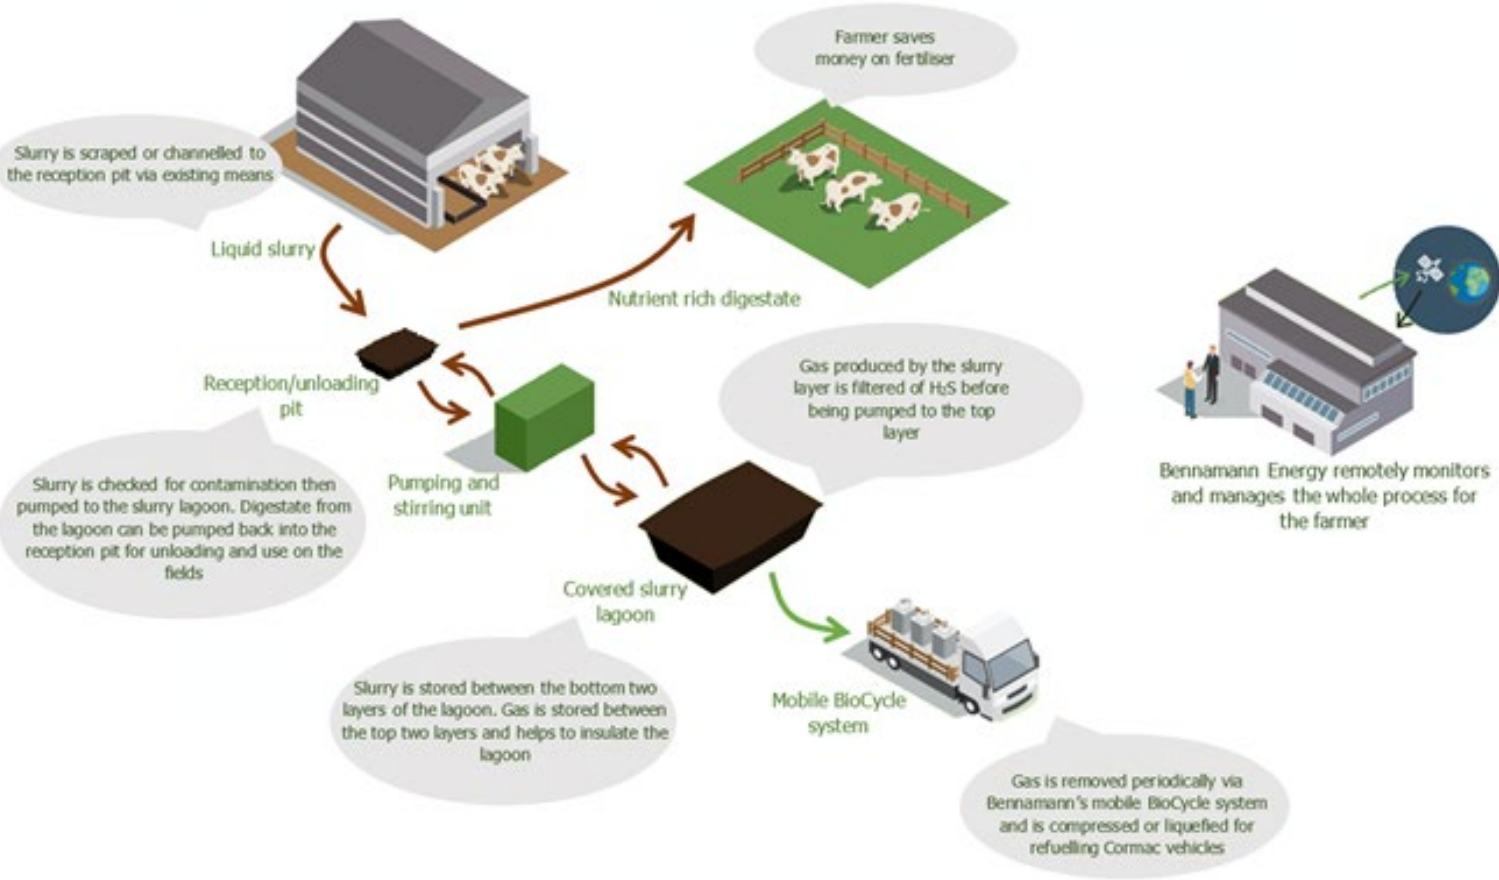 Farmer saves
money on fertiliser
Slurry is scraped or channelled to
the reception pit via existing means
Liquid slurry
Nutrient rich digestate
Reception/unloading
pit
Gas produced by the slurry
layer is filtered of H₂S before
being pumped to the top
layer
Slurry is checked for contamination then
pumped to the slurry lagoon. Digestate from
the lagoon can be pumped back into the
reception pit for unloading and use on the
fields
Pumping and
stirring unit
Bennamann Energy remotely monitors
and manages the whole process for
the farmer
Covered slurry
lagoon
Slurry is stored between the bottom two
layers of the lagoon. Gas is stored between
the top two layers and helps to insulate the
lagoon
Mobile BioCycle
system
Gas is removed periodically via
Bennamann's mobile BioCycle system
and is compressed or liquefied for
refuelling Cormac vehicles